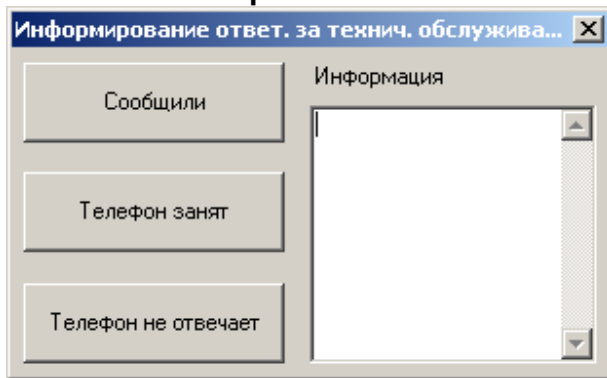 Информирование ответ. за технич. обслужива...
Сообщили
Информация
Телефон занят
Телефон не отвечает